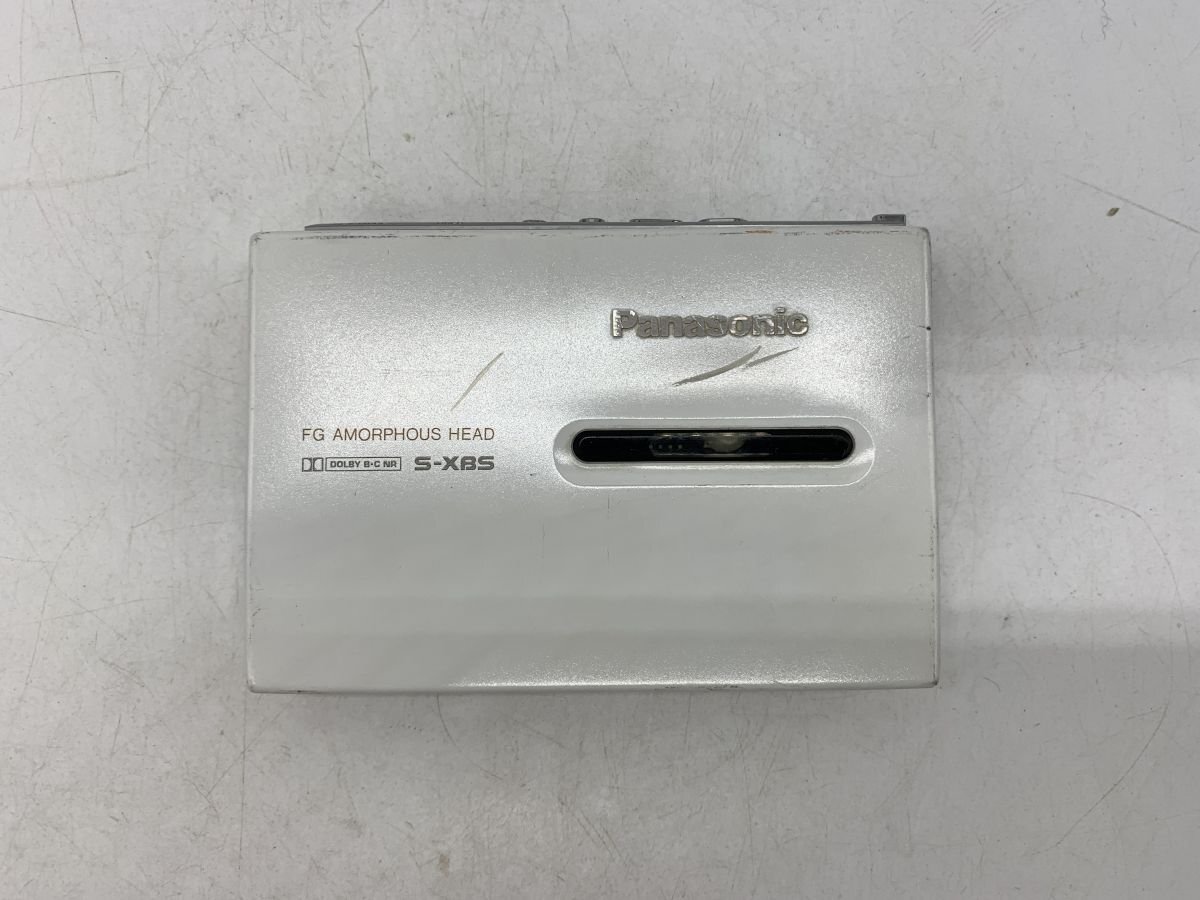 Panasonic
FG AMORPHOUS HEAD
DOLBY B·C NR S-XBS